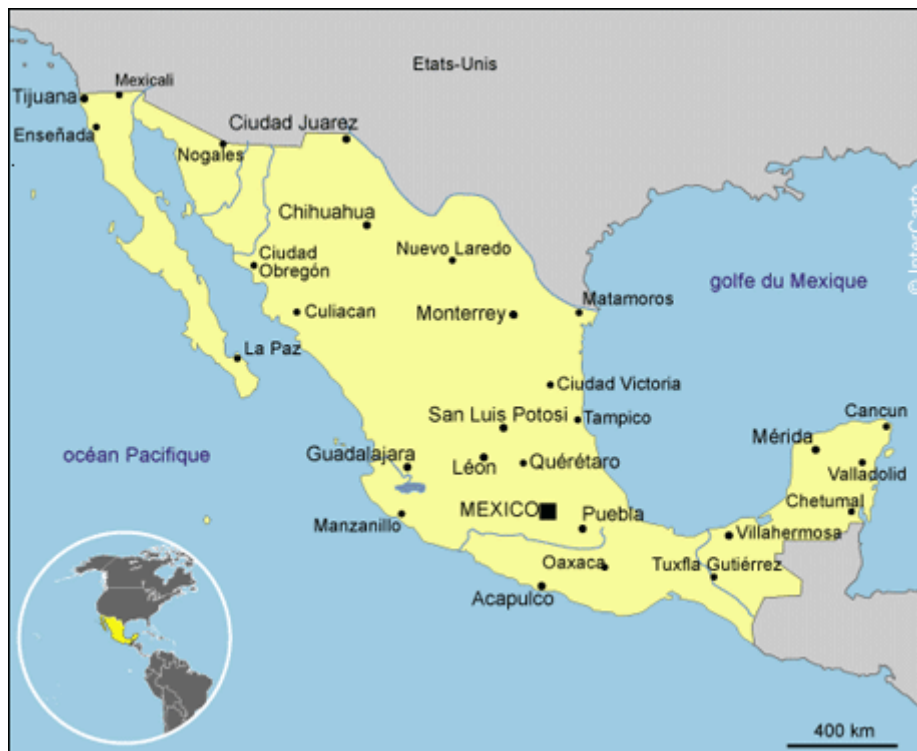 Etats-Unis
Mexicali
Tijuana
Enseñada
Ciudad Juarez
Nogales
Chihuahua
Nuevo Laredo
Ciudad
Obregón
golfe du Mexique
© InterCarto
Matamoros
Culiacan
Monterrey
La Paz
Ciudad Victoria
San Luis Potosi
Tampico
Cancun
Mérida
océan Pacifique
Guadalajara
Léon
Quérétaro
Valladolid
Chetumal
MEXICO
Puebla
Manzanillo
Villahermosa
Oaxaca
Tuxfla Gutiérrez
Acapulco
400 km